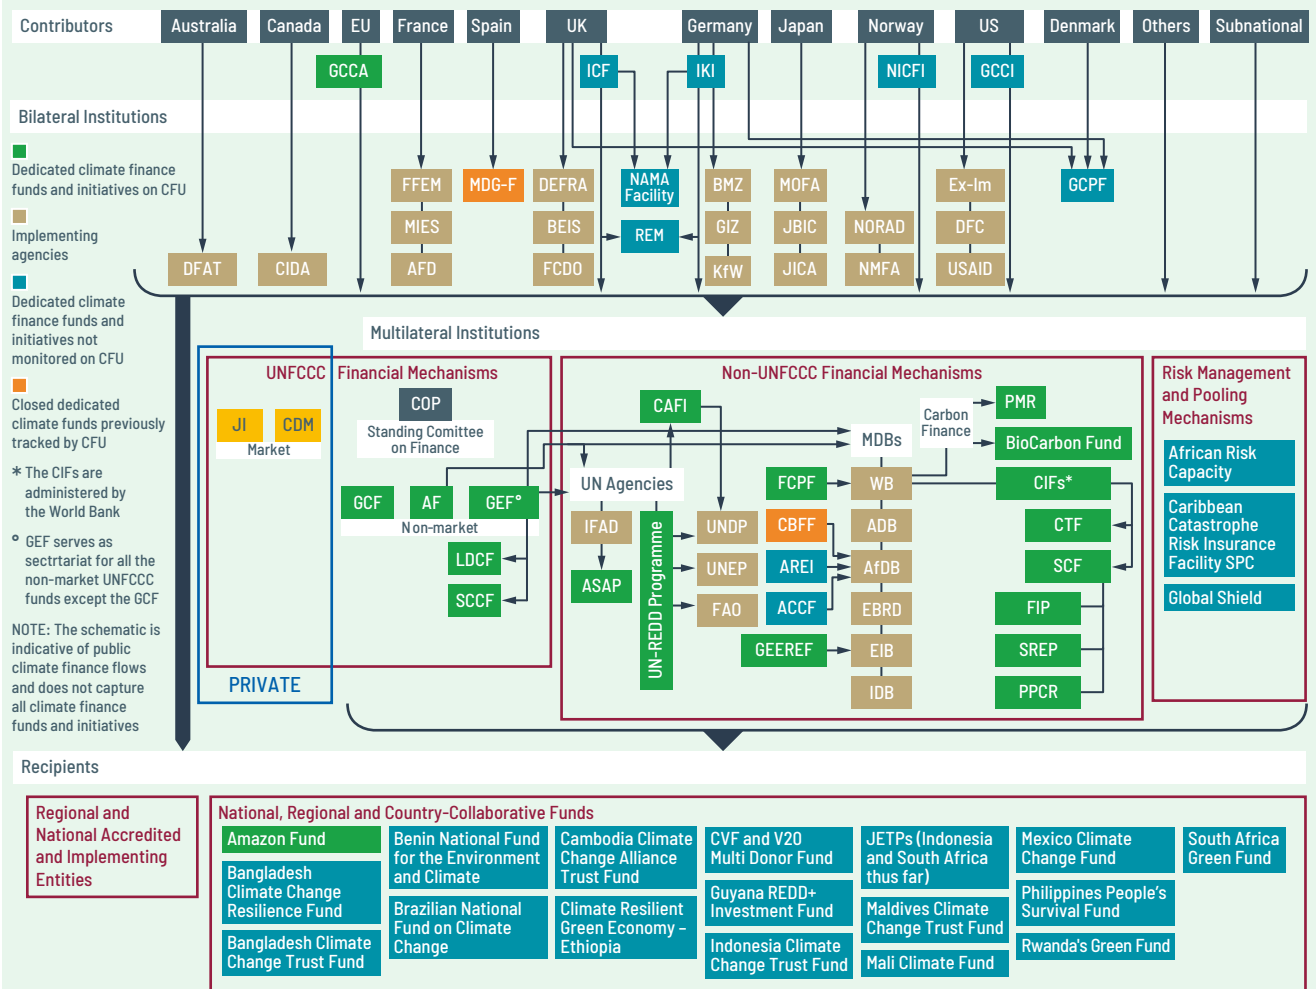 Contributors
Australia
Canada
EU
France
Spain
UK
Germany
Japan
Norway
US
Denmark
Others
Subnational
GCCA
ICF
IKI
NICFI
GCCI
Bilateral Institutions
Dedicated climate finance
funds and initiatives on CFU
Implementing
agencies
Dedicated climate
finance funds and
initiatives not
monitored on CFU
Closed dedicated
climate funds previously
tracked by CFU
* The CIFs are
administered by
the World Bank
° GEF serves as
sectrtariat for all the
non-market UNFCCC
funds except the GCF
NOTE: The schematic is
indicative of public
climate finance flows
and does not capture
all climate finance
funds and initiatives
FFEM
MDG-F
DEFRA
NAMA
Facility
BMZ
MOFA
Ex-Im
GCPF
MIES
BEIS
REM
GIZ
JBIC
NORAD
DFC
DFAT
CIDA
AFD
FCDO
KfW
JICA
NMFA
USAID
Multilateral Institutions
UNFCCC Financial Mechanisms
COP
Standing Comittee
on Finance
JI
CDM
Market
GCF
AF
GEF°
Non-market
LDCF
SCCF
PRIVATE
Non-UNFCCC Financial Mechanisms
CAFI
MDBs
Carbon
Finance
PMR
BioCarbon Fund
UN Agencies
FCPF
WB
CIFs*
IFAD
UNDP
CBFF
ADB
CTF
ASAP
UN-REDD Programme
UNEP
AREI
AfDB
SCF
FAO
ACCF
EBRD
FIP
GEEREF
EIB
SREP
IDB
PPCR
Risk Management
and Pooling
Mechanisms
African Risk
Capacity
Caribbean
Catastrophe
Risk Insurance
Facility SPC
Global Shield
Recipients
Regional and
National Accredited
and Implementing
Entities
National, Regional and Country-Collaborative Funds
Amazon Fund
Bangladesh
Climate Change
Resilience Fund
Bangladesh Climate
Change Trust Fund
Benin National Fund
for the Environment
and Climate
Brazilian National
Fund on Climate
Change
Cambodia Climate
Change Alliance
Trust Fund
Climate Resilient
Green Economy –
Ethiopia
CVF and V20
Multi Donor Fund
Guyana REDD+
Investment Fund
Indonesia Climate
Change Trust Fund
JETPs (Indonesia
and South Africa
thus far)
Maldives Climate
Change Trust Fund
Mali Climate Fund
Mexico Climate
Change Fund
Philippines People's
Survival Fund
Rwanda's Green Fund
South Africa
Green Fund